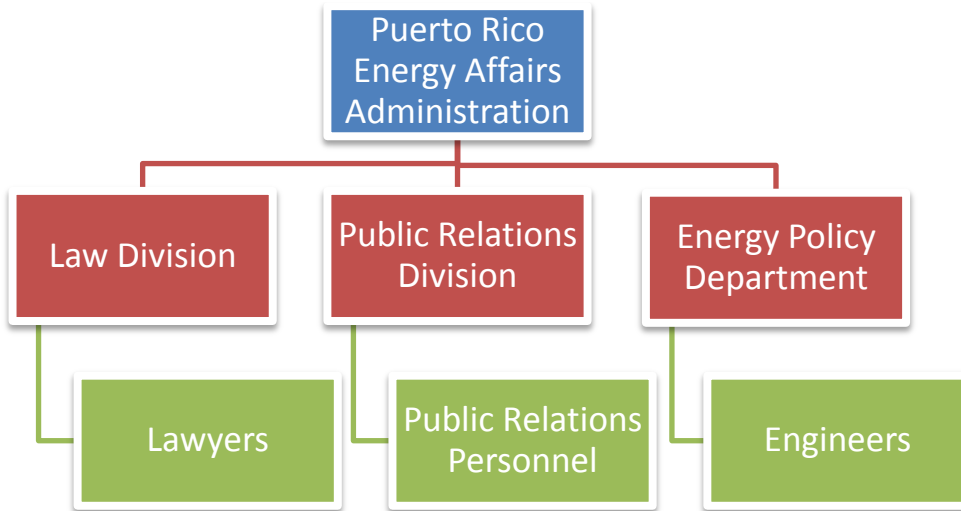 Puerto Rico
Energy Affairs
Administration
Law Division
Public Relations
Division
Energy Policy
Department
Lawyers
Public Relations
Personnel
Engineers